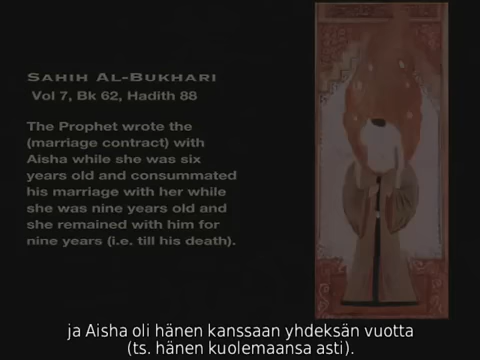 SAHIH AL-BUKHARI
Vol 7, Bk 62, Hadith 88
The Prophet wrote the
(marriage contract) with
Aisha while she was six
years old and consummated
his marriage with her while
she was nine years old and
she remained with him for
nine years (i.e. till his death).
ja Aisha oli hänen kanssaan yhdeksän vuotta
(ts. hänen kuolemaansa asti).